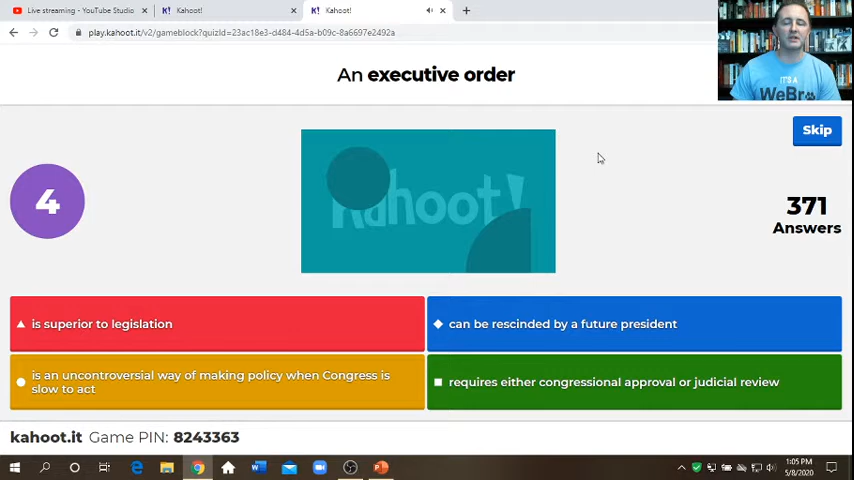 Live streaming - YouTube Studio
K! Kahoot!
K! Kahoot!
play.kahoot.it/v2/gameblock?quizId=23ac18e3-d484-4d5a-b09c-8a6697e2492a
IT'S A
WeBr
An executive order
Skip
4
Kahoot!
371
Answers
is superior to legislation
can be rescinded by a future president
is an uncontroversial way of making policy when Congress is
slow to act
requires either congressional approval or judicial review
kahoot.it Game PIN: 8243363
1:05 PM
5/8/2020